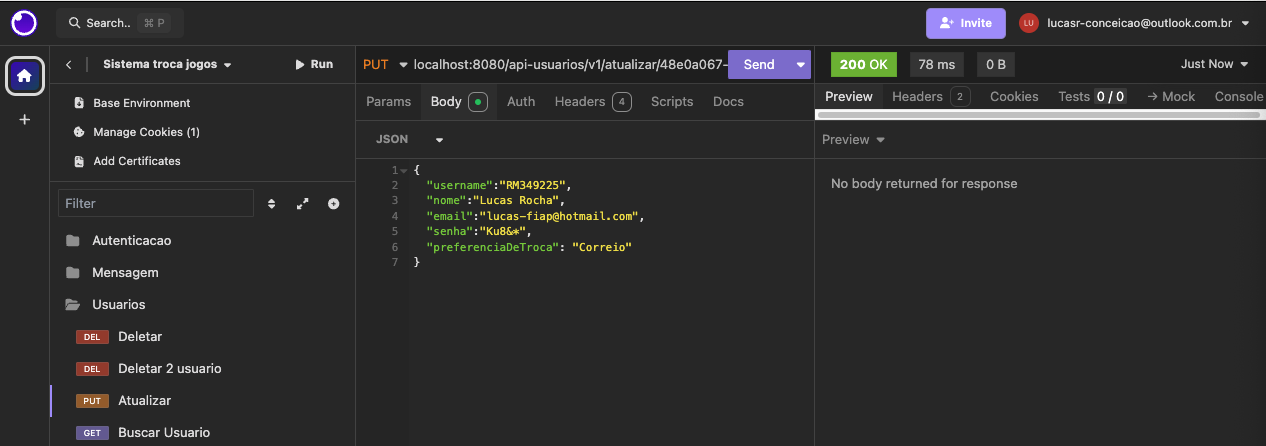 Search.. ⌘ P
Invite
LU lucasr-conceicao@outlook.com.br
Sistema troca jogos
Run
Base Environment
Manage Cookies (1)
Add Certificates
Filter
Autenticacao
Mensagem
Usuarios
DEL Deletar
DEL Deletar 2 usuario
PUT Atualizar
GET Buscar Usuario
PUT localhost:8080/api-usuarios/v1/atualizar/48e0a067- Send
Params Body Auth Headers 4 Scripts Docs
JSON
1 {
2 "username":"RM349225",
3 "nome":"Lucas Rocha",
4 "email":"lucas-fiap@hotmail.com",
5 "senha":"Ku8&*",
6 "preferenciaDeTroca": "Correio"
7 }
200 OK 78 ms 0 B Just Now
Preview Headers 2 Cookies Tests 0 / 0 → Mock Console
Preview
No body returned for response